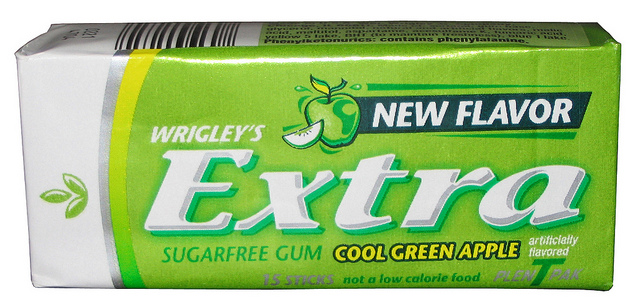 Phenylketonurics: contains phenylalanine.
NEW FLAVOR
WRIGLEY'S
Extra
SUGARFREE GUM COOL GREEN APPLE artificially flavored
15 STICKS not a low calorie food PLENTPAK